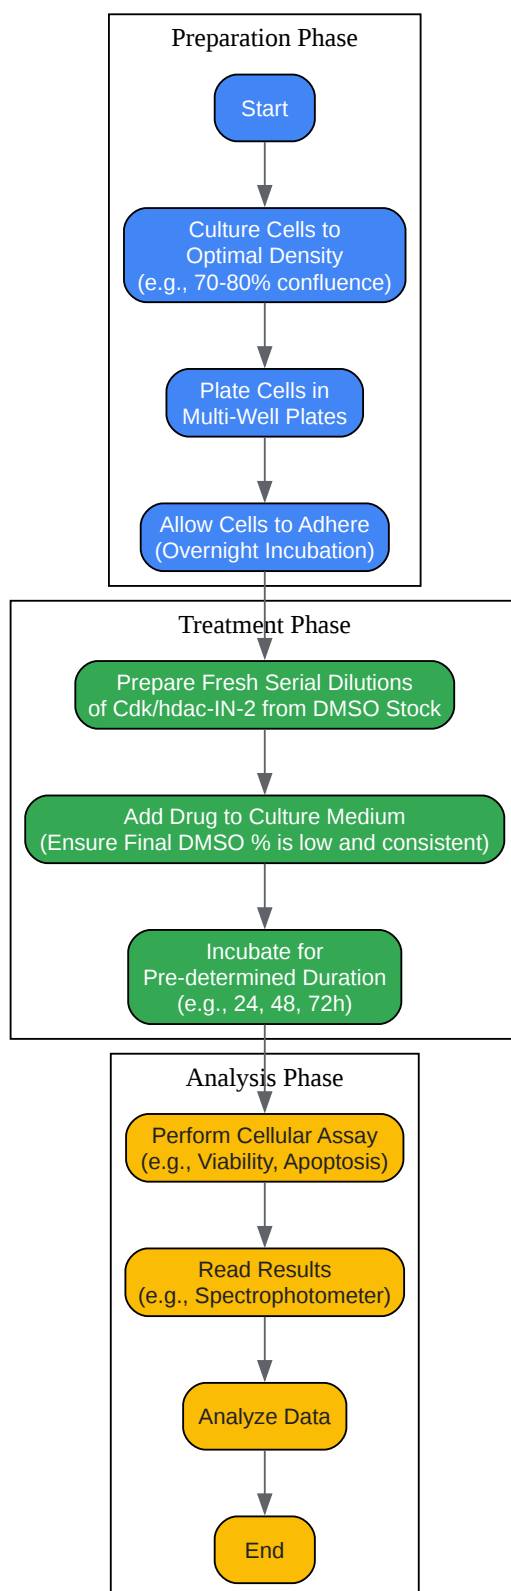 Preparation Phase
Start
Culture Cells to
Optimal Density
(e.g., 70-80% confluence)
Plate Cells in
Multi-Well Plates
Allow Cells to Adhere
(Overnight Incubation)
Treatment Phase
Prepare Fresh Serial Dilutions
of Cdk/hdac-IN-2 from DMSO Stock
Add Drug to Culture Medium
(Ensure Final DMSO % is low and consistent)
Incubate for
Pre-determined Duration
(e.g., 24, 48, 72h)
Analysis Phase
Perform Cellular Assay
(e.g., Viability, Apoptosis)
Read Results
(e.g., Spectrophotometer)
Analyze Data
End